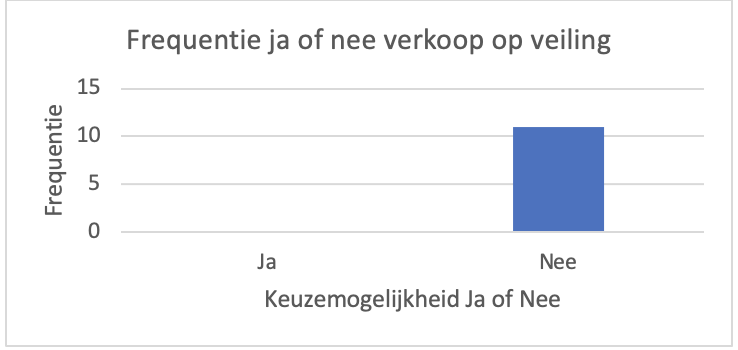 Frequentie ja of nee verkoop op veiling
15
10
5
0
Frequentie
Ja Nee
Keuzemogelijkheid Ja of Nee